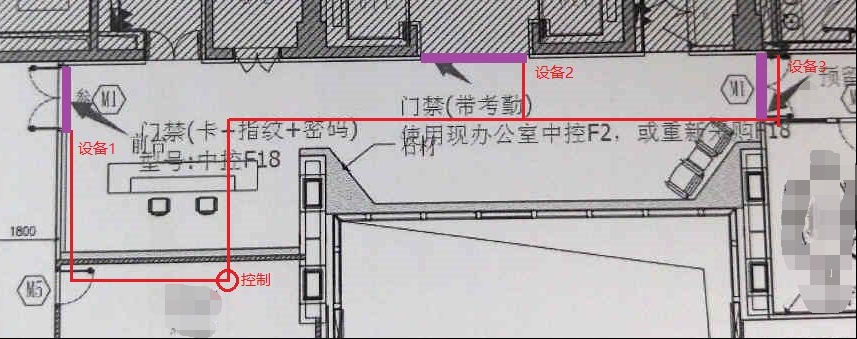 设备2
设备3
预留
M1
门禁(带考勤)
使用现办公室中控F2，或重新采购F18
M1
设备1
门禁(卡+指纹+密码)
前台
型号:中控F18
石材
1800
M5
控制